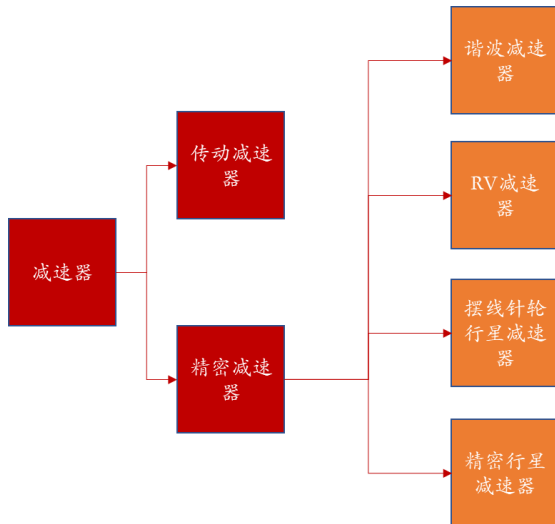 减速器
传动减速
器
精密减速
器
谐波减速
器
RV减速
器
摆线针轮
行星减速
器
精密行星
减速器